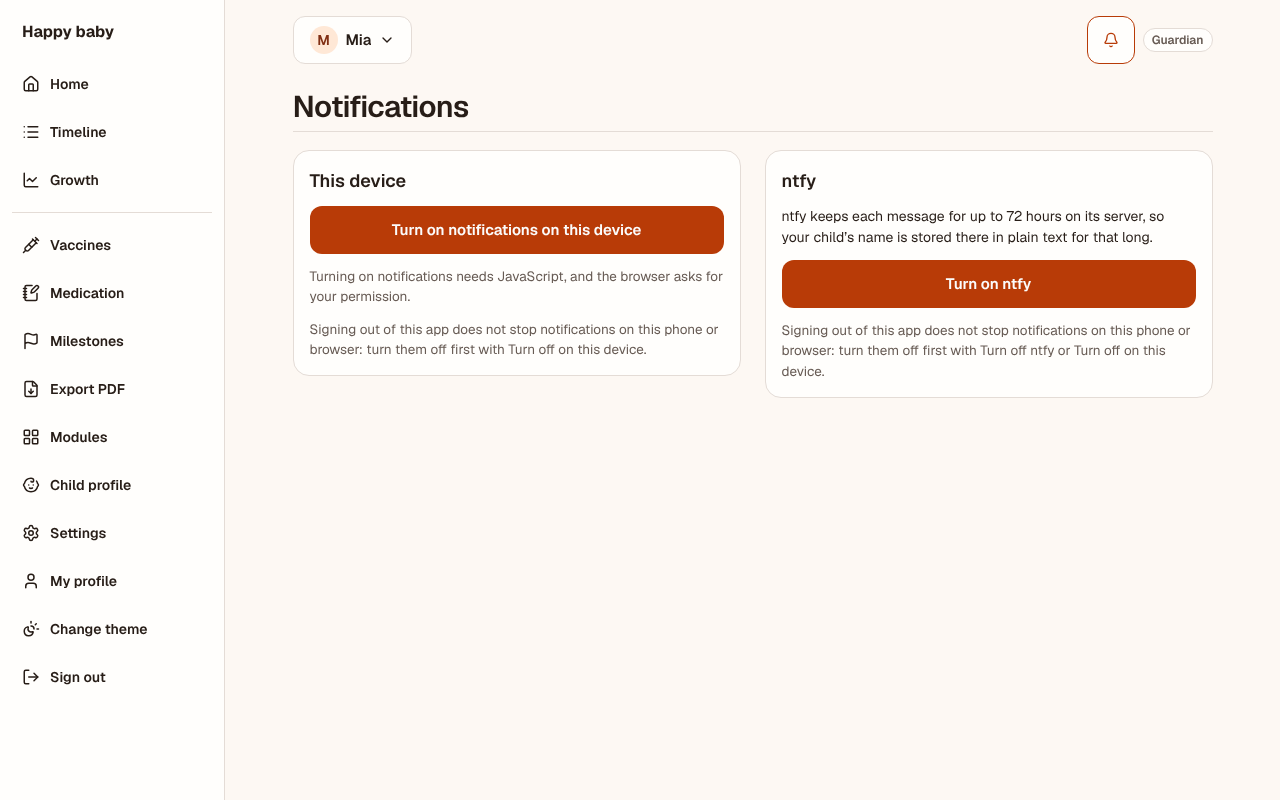 Happy baby
Home
Timeline
Growth
Vaccines
Medication
Milestones
Export PDF
Modules
Child profile
Settings
My profile
Change theme
Sign out
M Mia
Guardian
Notifications
This device
Turn on notifications on this device
Turning on notifications needs JavaScript, and the browser asks for
your permission.
Signing out of this app does not stop notifications on this phone or
browser: turn them off first with Turn off on this device.
ntfy
ntfy keeps each message for up to 72 hours on its server, so
your child’s name is stored there in plain text for that long.
Turn on ntfy
Signing out of this app does not stop notifications on this phone or
browser: turn them off first with Turn off ntfy or Turn off on this
device.